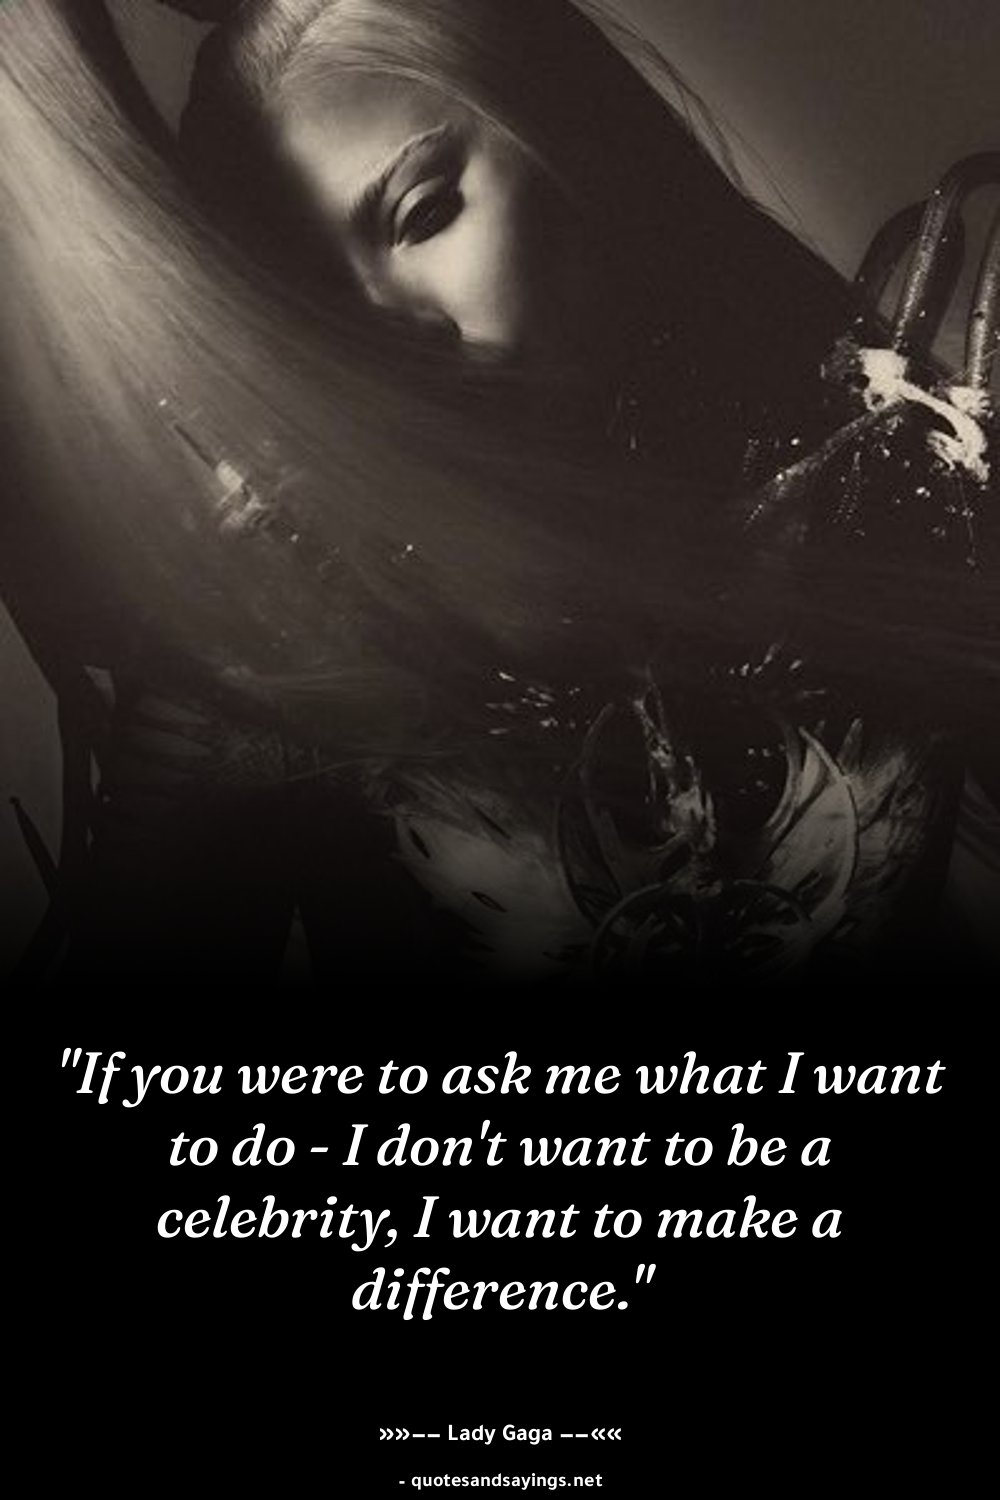 "If you were to ask me what I want
to do - I don't want to be a
celebrity, I want to make a
difference."
»»-- Lady Gaga --««
- quotesandsayings.net